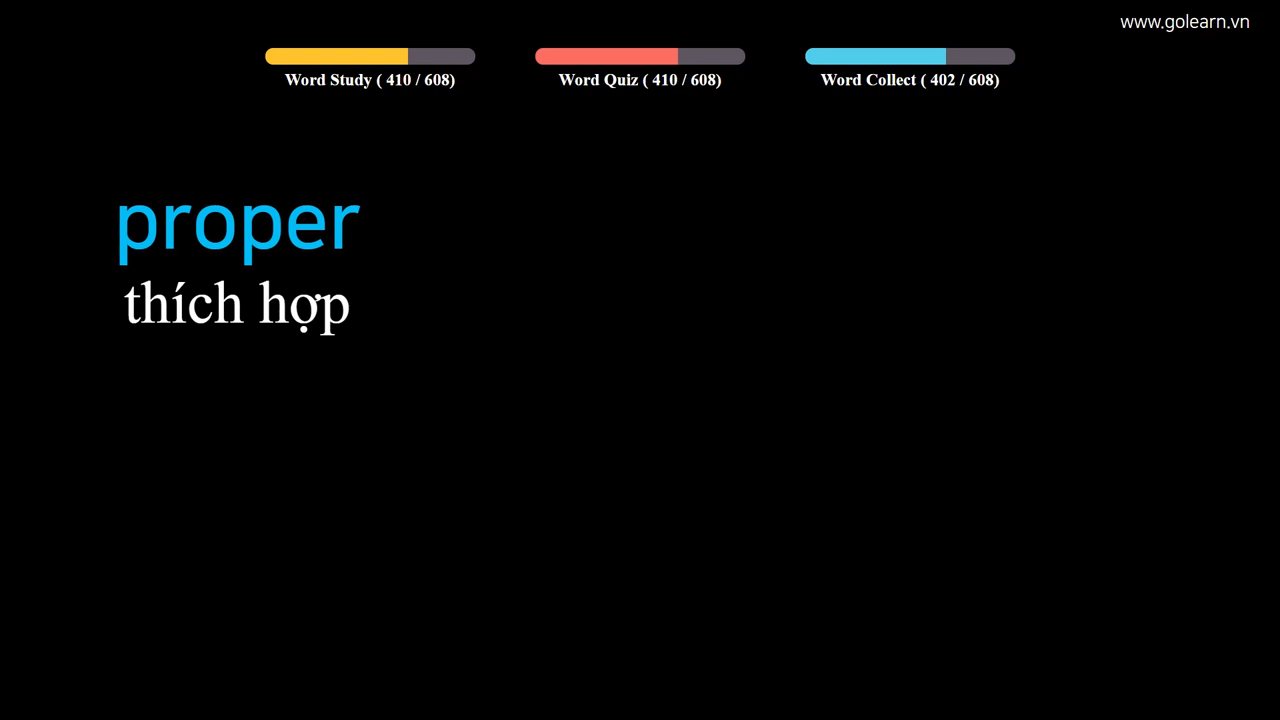 www.golearn.vn
Word Study ( 410 / 608)
Word Quiz ( 410 / 608)
Word Collect ( 402 / 608)
proper
thích hợp